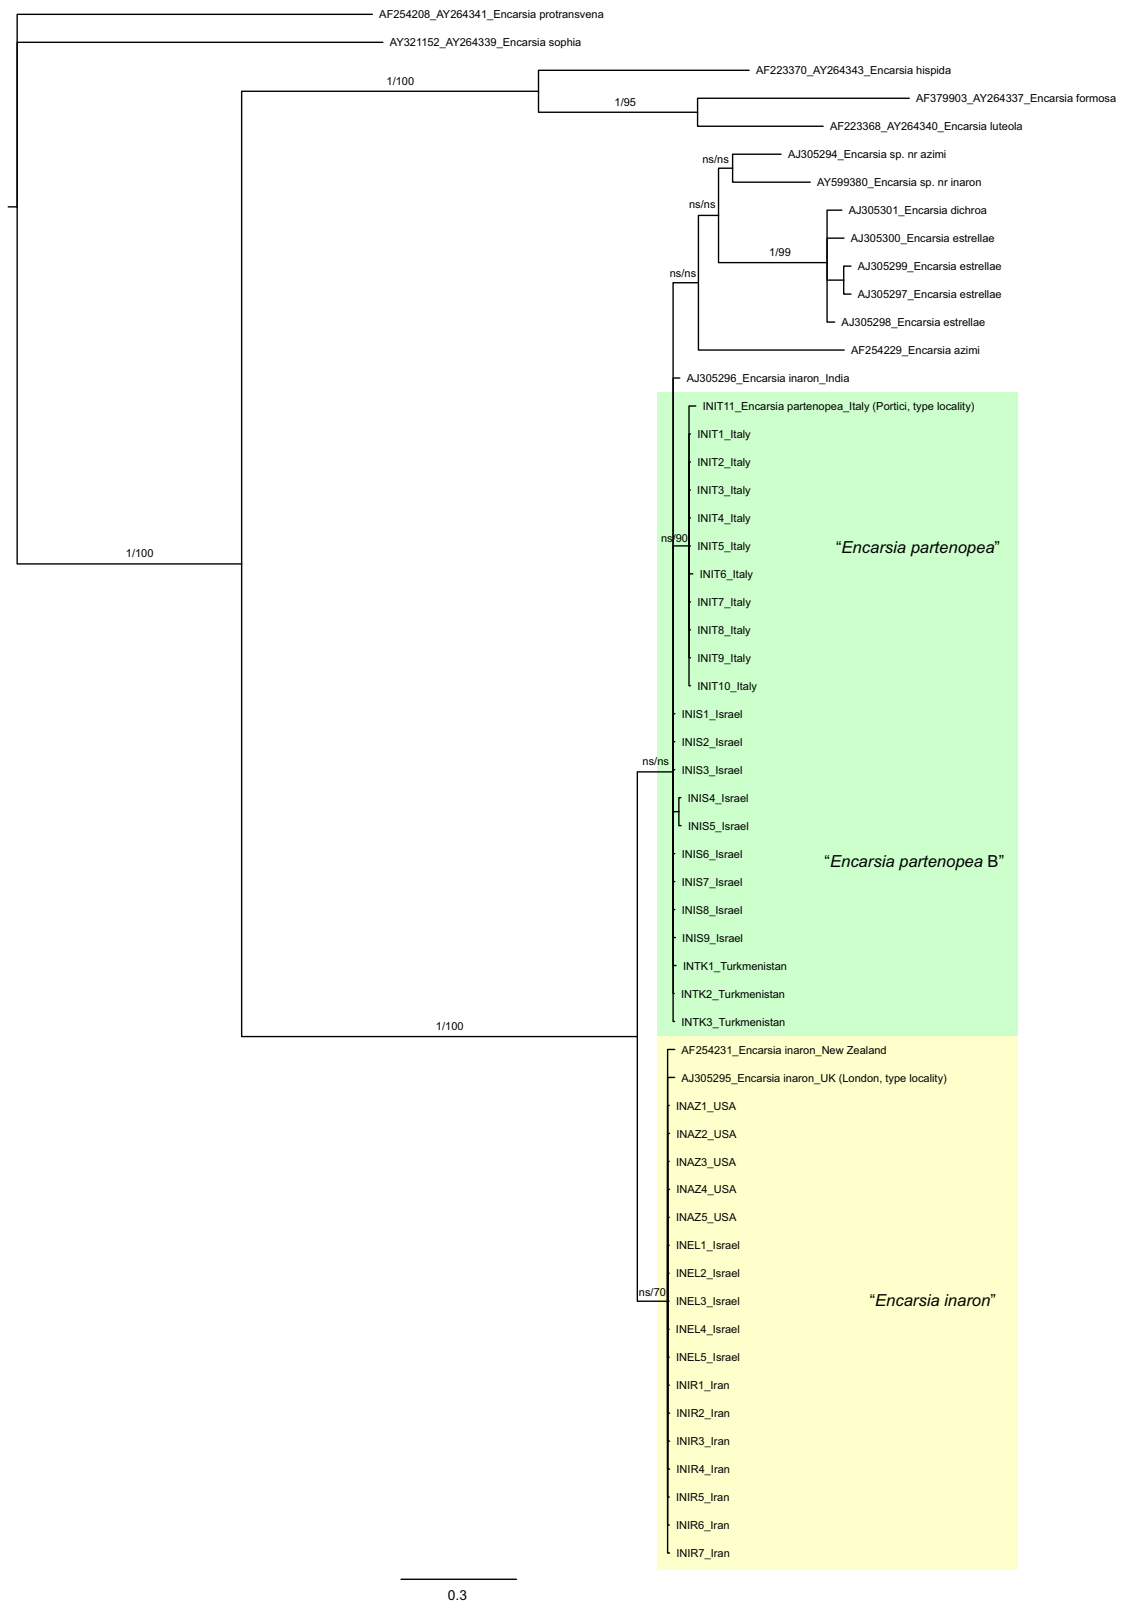 AF254208_AY264341_Encarsia protransvena
AY321152_AY264339_Encarsia sophia
AF223370_AY264343_Encarsia hispida
1/100
AF379903_AY264337_Encarsia formosa
1/95
AF223368_AY264340_Encarsia luteola
AJ305294_Encarsia sp. nr azimi
ns/ns
AY599380_Encarsia sp. nr inaron
ns/ns
AJ305301_Encarsia dichroa
AJ305300_Encarsia estrellae
1/99
AJ305299_Encarsia estrellae
ns/ns
AJ305297_Encarsia estrellae
AJ305298_Encarsia estrellae
AF254229_Encarsia azimi
AJ305296_Encarsia inaron_India
INIT11_Encarsia partenopea_Italy (Portici, type locality)
INIT1_Italy
INIT2_Italy
INIT3_Italy
INIT4_Italy
ns/90
INIT5_Italy
“Encarsia partenopea”
1/100
INIT6_Italy
INIT7_Italy
INIT8_Italy
INIT9_Italy
INIT10_Italy
INIS1_Israel
INIS2_Israel
ns/ns
INIS3_Israel
INIS4_Israel
INIS5_Israel
INIS6_Israel
“Encarsia partenopea B”
INIS7_Israel
INIS8_Israel
INIS9_Israel
INTK1_Turkmenistan
INTK2_Turkmenistan
INTK3_Turkmenistan
1/100
AF254231_Encarsia inaron_New Zealand
AJ305295_Encarsia inaron_UK (London, type locality)
INAZ1_USA
INAZ2_USA
INAZ3_USA
INAZ4_USA
INAZ5_USA
INEL1_Israel
INEL2_Israel
ns/70
INEL3_Israel
“Encarsia inaron”
INEL4_Israel
INEL5_Israel
INIR1_Iran
INIR2_Iran
INIR3_Iran
INIR4_Iran
INIR5_Iran
INIR6_Iran
INIR7_Iran
0.3